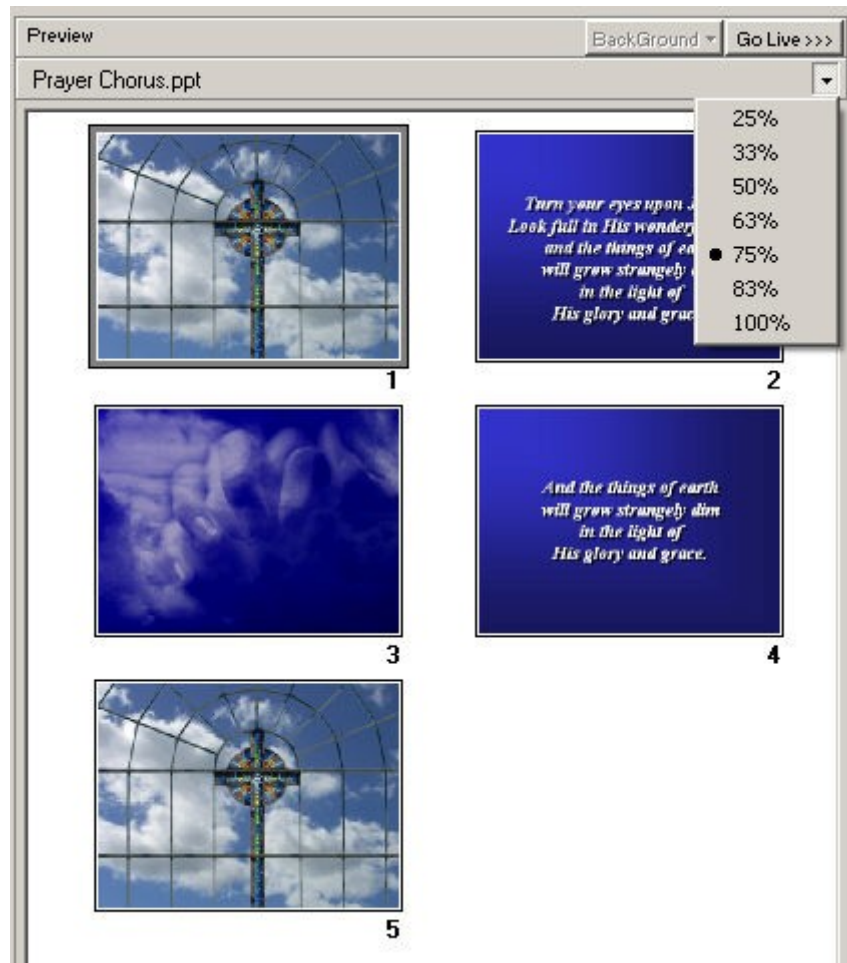 Preview
BackGround
Go Live >>>
Prayer Chorus.ppt
25%
33%
50%
63%
75%
83%
100%
Turn your eyes upon
Look full in His
and the things of
will grow strangely
in the light of
His glory and
1
2
And the things of earth
will grow strangely dim
in the light of
His glory and grace.
3
4
5